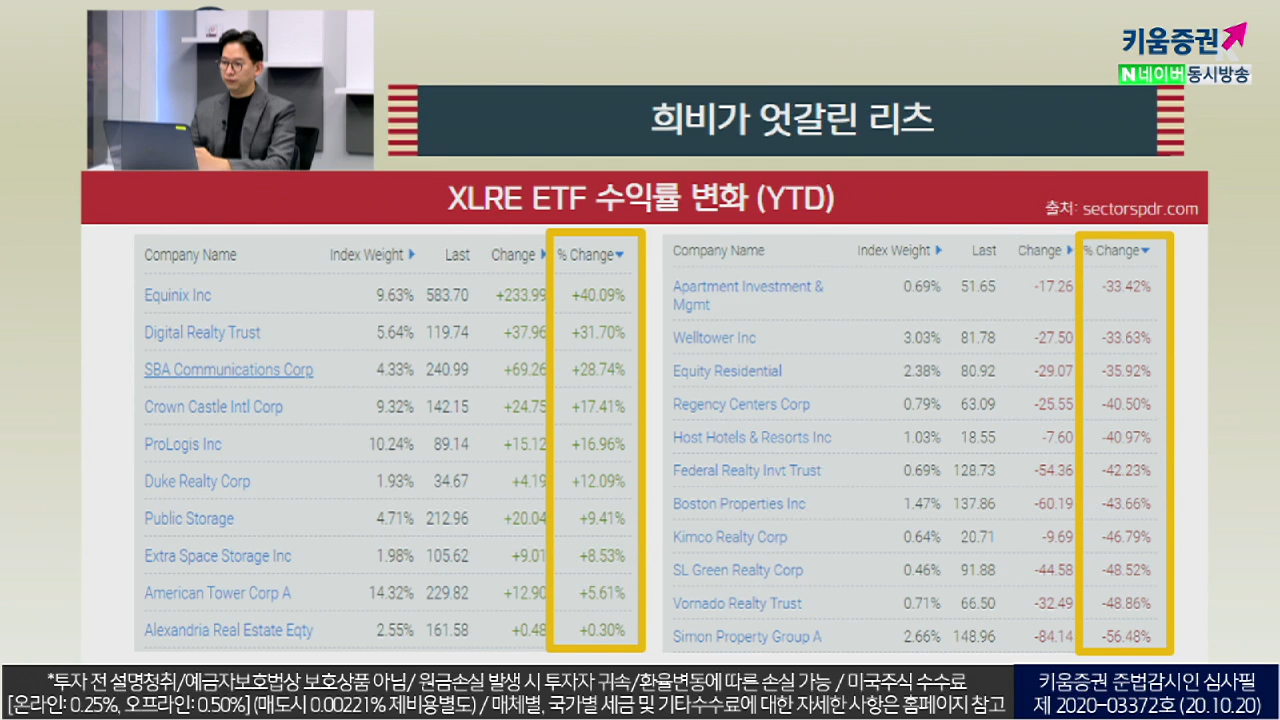 키움증권
N 네이버 동시방송
희비가 엇갈린 리츠
XLRE ETF 수익률 변화 (YTD)
출처: sectorspdr.com
Company Name Index Weight Last Change % Change
Equinix Inc 9.63% 583.70 +233.99 +40.09%
Digital Realty Trust 5.64% 119.74 +37.96 +31.70%
SBA Communications Corp 4.33% 240.99 +69.26 +28.74%
Crown Castle Intl Corp 9.32% 142.15 +24.75 +17.41%
ProLogis Inc 10.24% 89.14 +15.12 +16.96%
Duke Realty Corp 1.93% 34.67 +4.19 +12.09%
Public Storage 4.71% 212.96 +20.04 +9.41%
Extra Space Storage Inc 1.98% 105.62 +9.01 +8.53%
American Tower Corp A 14.32% 229.82 +12.90 +5.61%
Alexandria Real Estate Eqty 2.55% 161.58 +0.48 +0.30%
Company Name Index Weight Last Change % Change
Apartment Investment & 0.69% 51.65 -17.26 -33.42%
Mgmt
Welltower Inc 3.03% 81.78 -27.50 -33.63%
Equity Residential 2.38% 80.92 -29.07 -35.92%
Regency Centers Corp 0.79% 63.09 -25.55 -40.50%
Host Hotels & Resorts Inc 1.03% 18.55 -7.60 -40.97%
Federal Realty Invt Trust 0.69% 128.73 -54.36 -42.23%
Boston Properties Inc 1.47% 137.86 -60.19 -43.66%
Kimco Realty Corp 0.64% 20.71 -9.69 -46.79%
SL Green Realty Corp 0.46% 91.88 -44.58 -48.52%
Vornado Realty Trust 0.71% 66.50 -32.49 -48.86%
Simon Property Group A 2.66% 148.96 -84.14 -56.48%
*투자 전 설명청취/예금자보호법상 보호상품 아님/ 원금손실 발생 시 투자자 귀속/환율변동에 따른 손실 가능 / 미국주식 수수료
[온라인: 0.25%, 오프라인: 0.50%] (매도시 0.00221% 제비용별도) / 매체별, 국가별 세금 및 기타수수료에 대한 자세한 사항은 홈페이지 참고
키움증권 준법감시인 심사필
제 2020-03372호 (20.10.20)